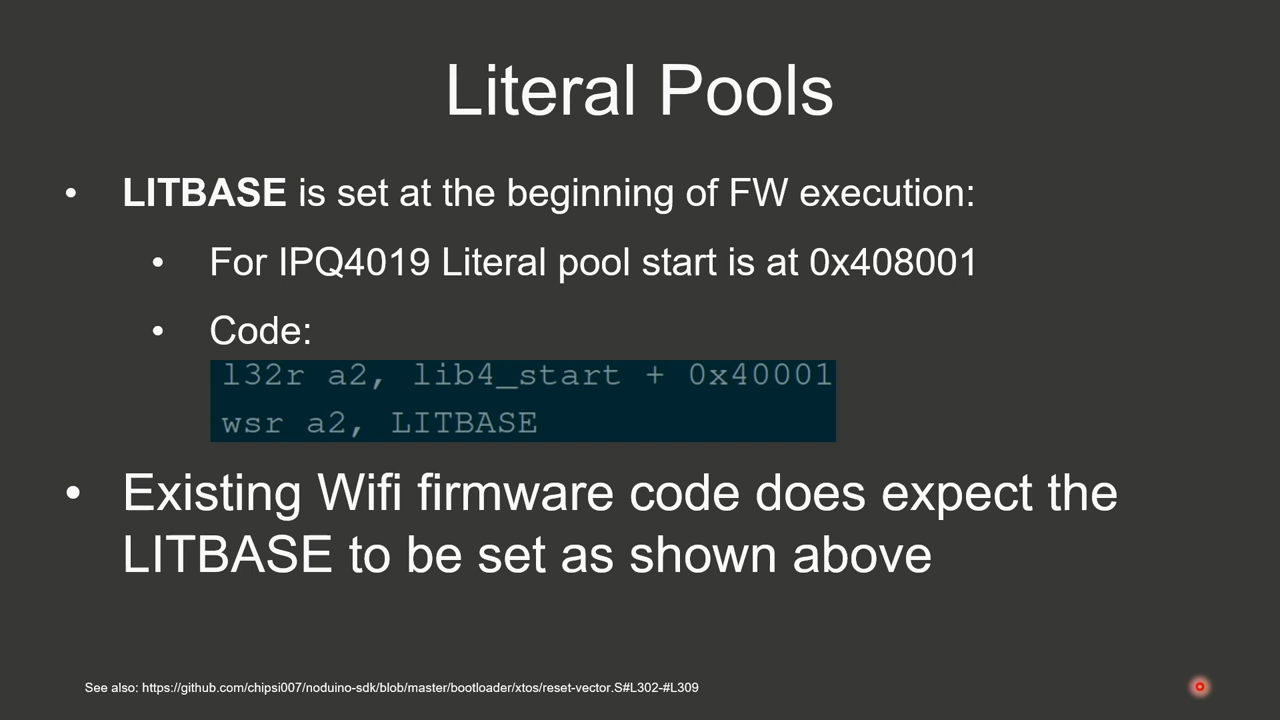 Literal Pools
• LITBASE is set at the beginning of FW execution:
• For IPQ4019 Literal pool start is at 0x408001
• Code:
l32r a2, lib4_start + 0x40001
wsr a2, LITBASE
• Existing Wifi firmware code does expect the
LITBASE to be set as shown above
See also: https://github.com/chipsi007/noduino-sdk/blob/master/bootloader/xtos/reset-vector.S#L302-#L309